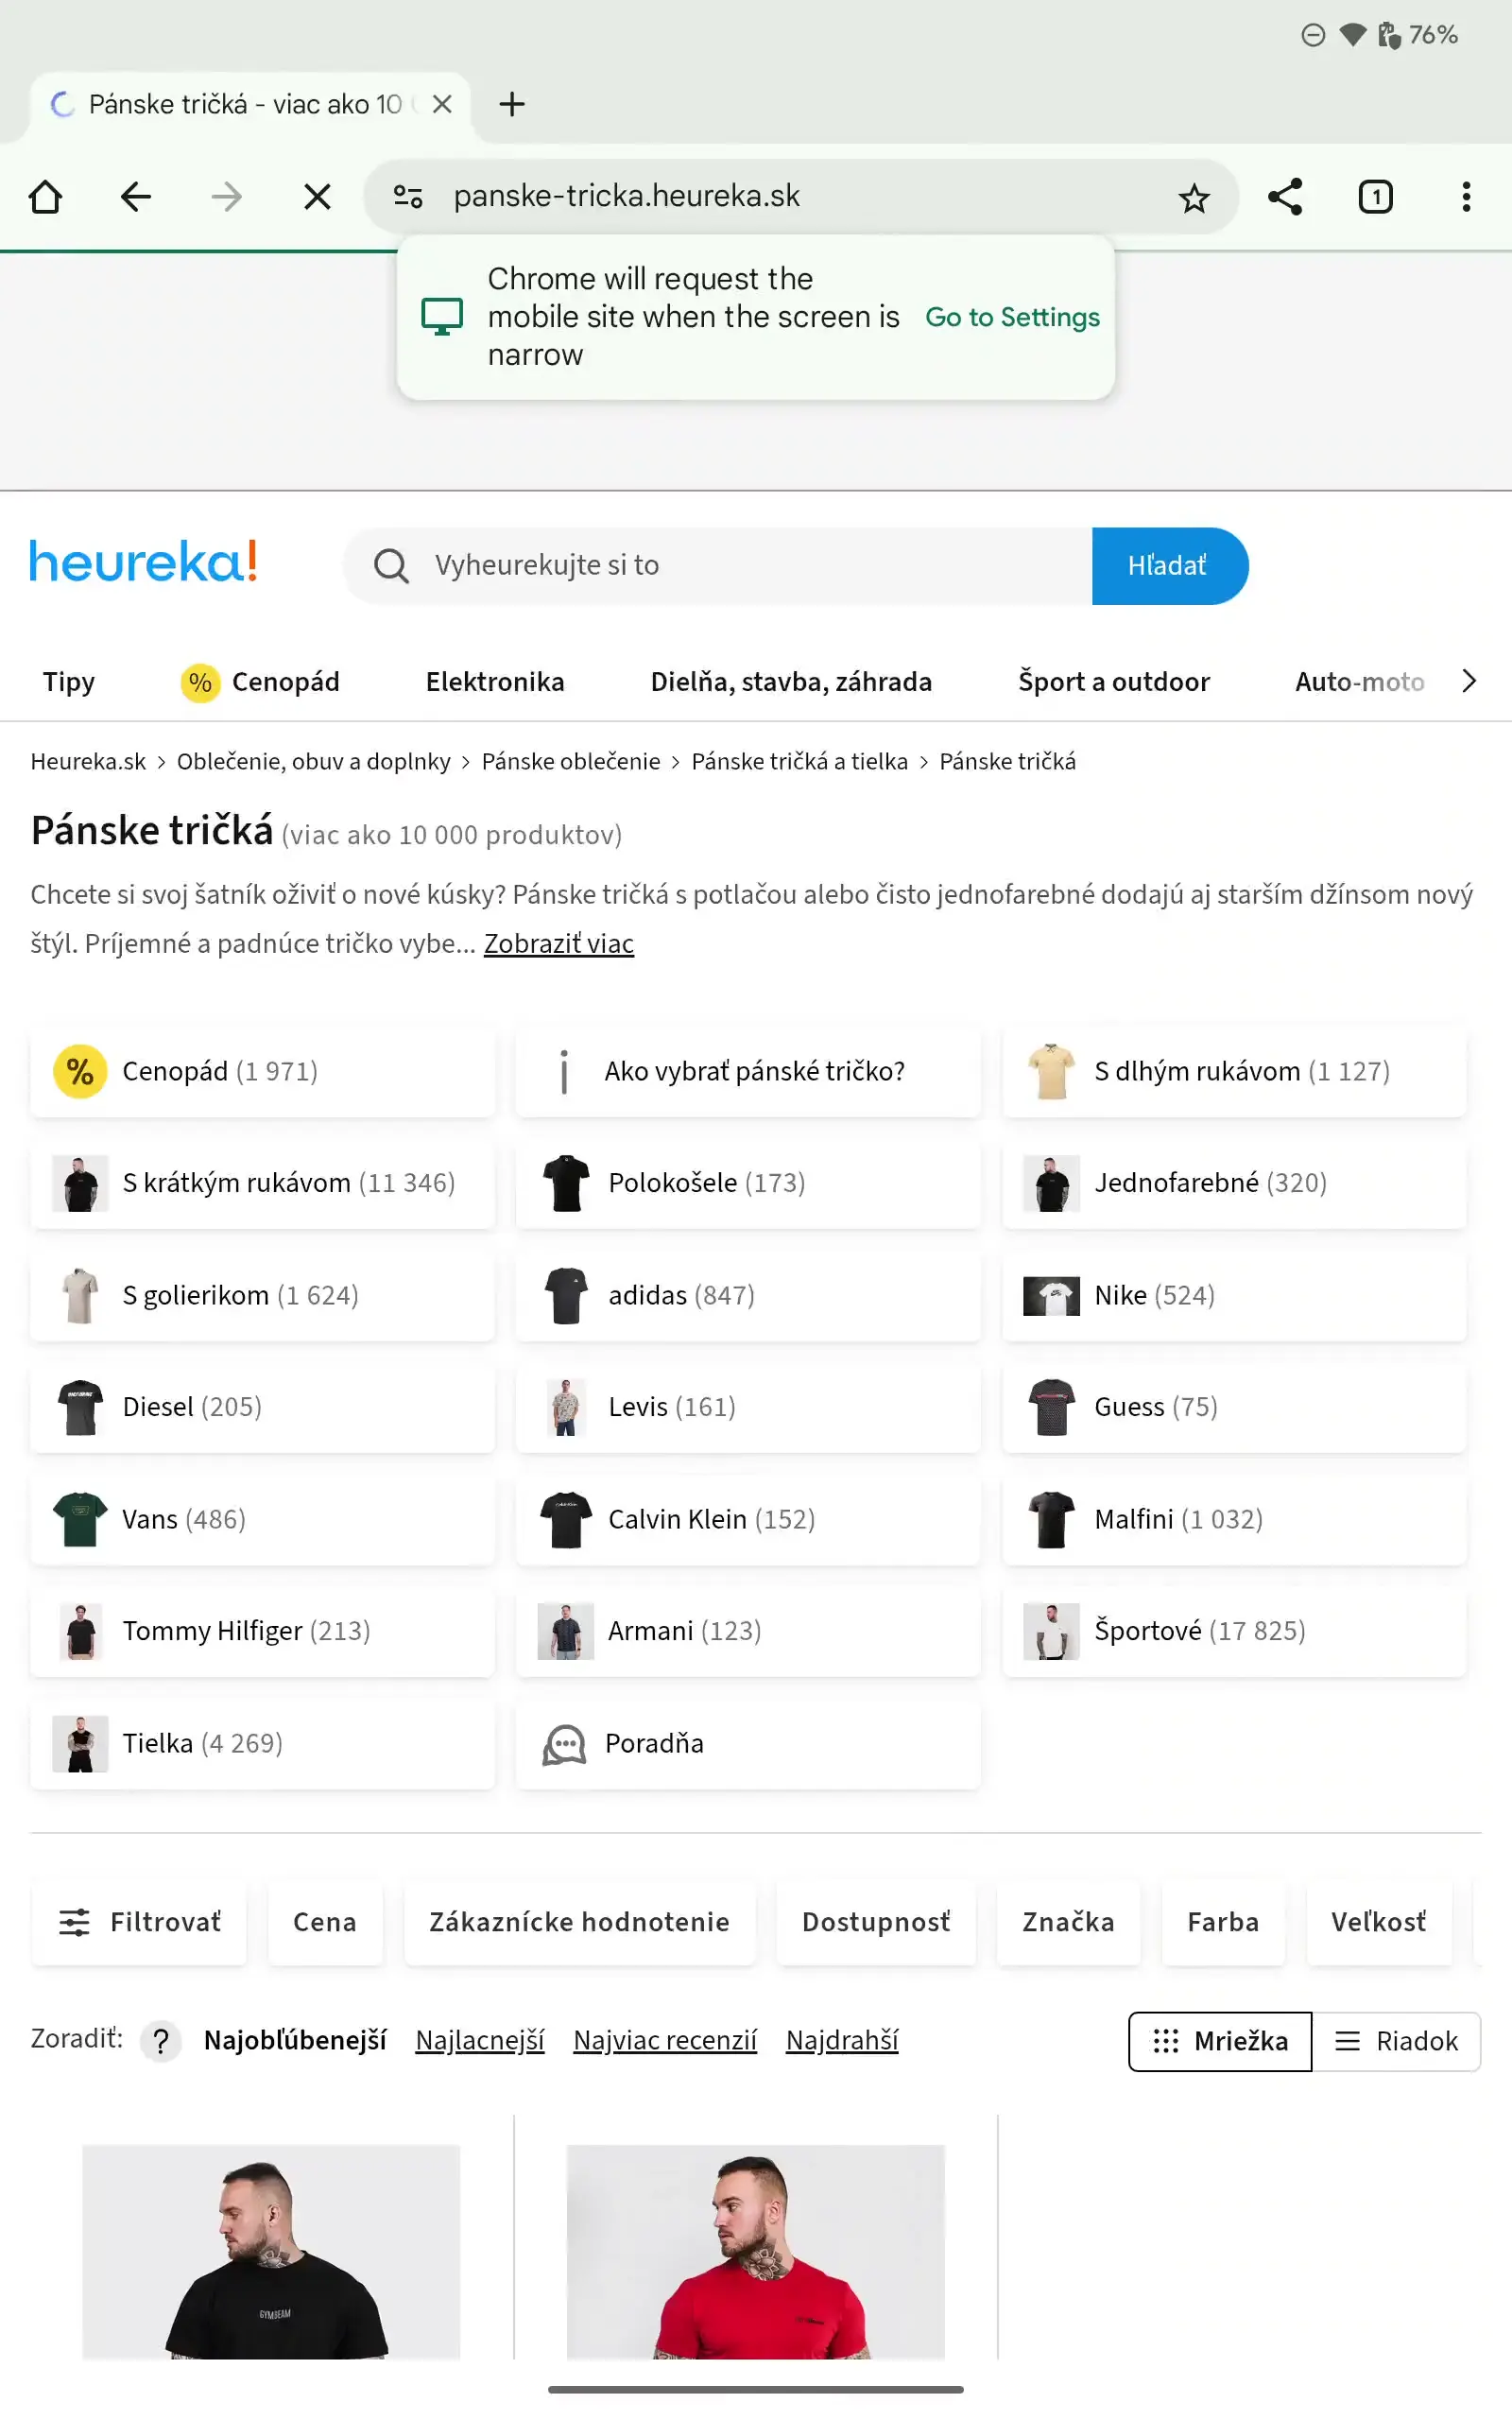 76%
Pánske tričká - viac ako 10
panske-tricka.heureka.sk
1
Chrome will request the
mobile site when the screen is
narrow
Go to Settings
heureka!
Vyheurekujte si to
Hľadať
Tipy
% Cenopád
Elektronika
Dielňa, stavba, záhrada
Šport a outdoor
Auto-moto
Heureka.sk > Oblečenie, obuv a doplnky > Pánske oblečenie > Pánske tričká a tielka > Pánske tričká
Pánske tričká (viac ako 10 000 produktov)
Chcete si svoj šatník oživiť o nové kúsky? Pánske tričká s potlačou alebo čisto jednofarebné dodajú aj starším džínsom nový
štýl. Príjemné a padnúce tričko vybe... Zobraziť viac
% Cenopád (1 971)
Ako vybrať pánské tričko?
S dlhým rukávom (1 127)
S krátkým rukávom (11 346)
Polokošele (173)
Jednofarebné (320)
S golierikom (1 624)
adidas (847)
Nike (524)
Diesel (205)
Levis (161)
Guess (75)
Vans (486)
Calvin Klein (152)
Malfini (1 032)
Tommy Hilfiger (213)
Armani (123)
Športové (17 825)
Tielka (4 269)
Poradňa
Filtrovať
Cena
Zákaznícke hodnotenie
Dostupnosť
Značka
Farba
Veľkosť
Zoradiť:
?
Najobľúbenejší
Najlacnejší
Najviac recenzií
Najdrahší
Mriežka
Riadok
GYMBEAM